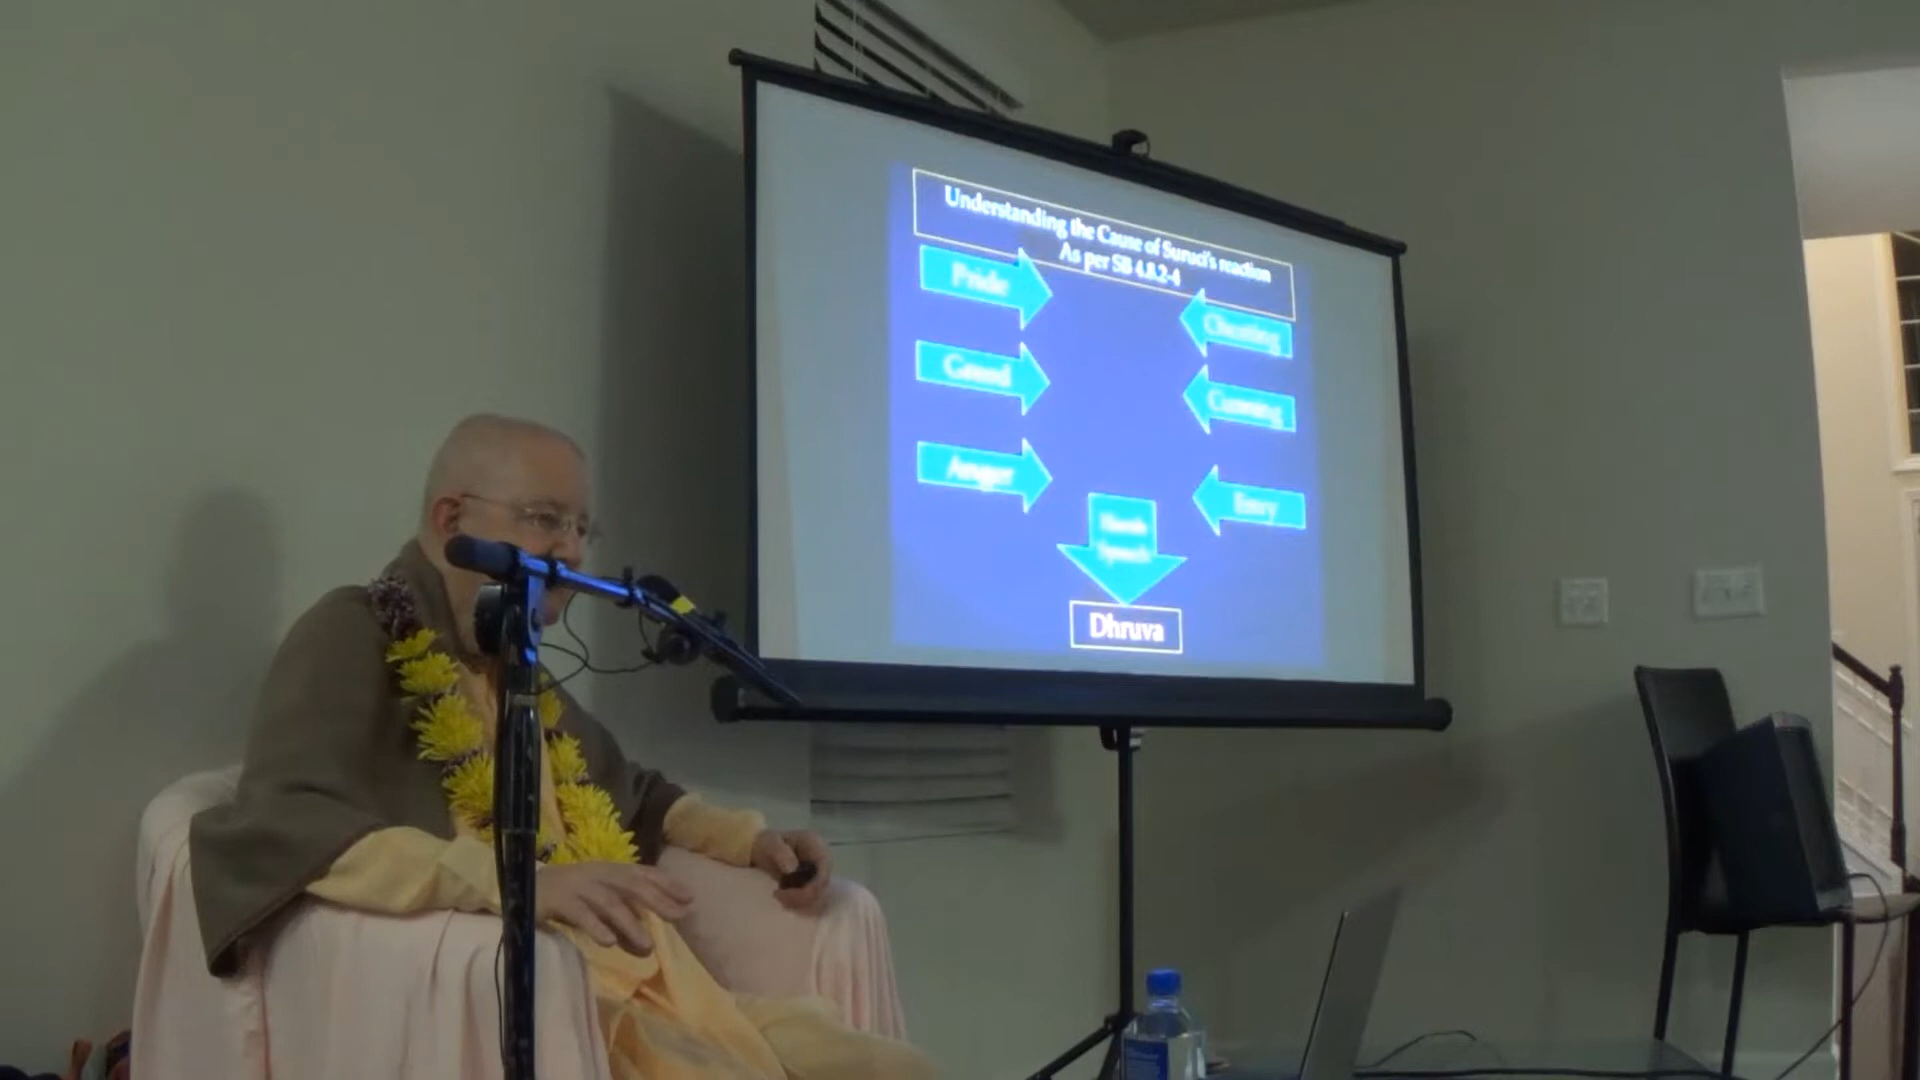 Understanding the Cause of Suruci's reaction
As per SB 4.8.2-4
Pride
Cheating
Greed
Cunning
Anger
Envy
Harsh
Speech
Dhruva